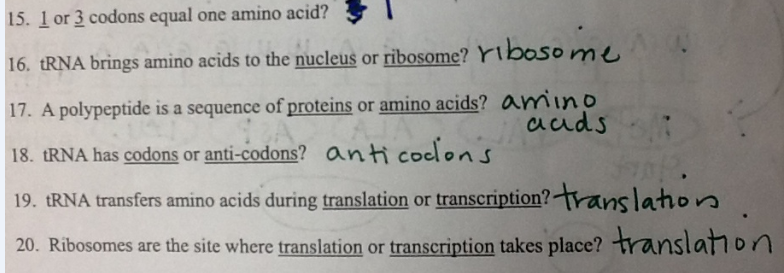 15. 1 or 3 codons equal one amino acid? 1
16. tRNA brings amino acids to the nucleus or ribosome? ribosome
17. A polypeptide is a sequence of proteins or amino acids? amino
acids
18. tRNA has codons or anti-codons? anticodons
19. tRNA transfers amino acids during translation or transcription? translation
20. Ribosomes are the site where translation or transcription takes place? translation